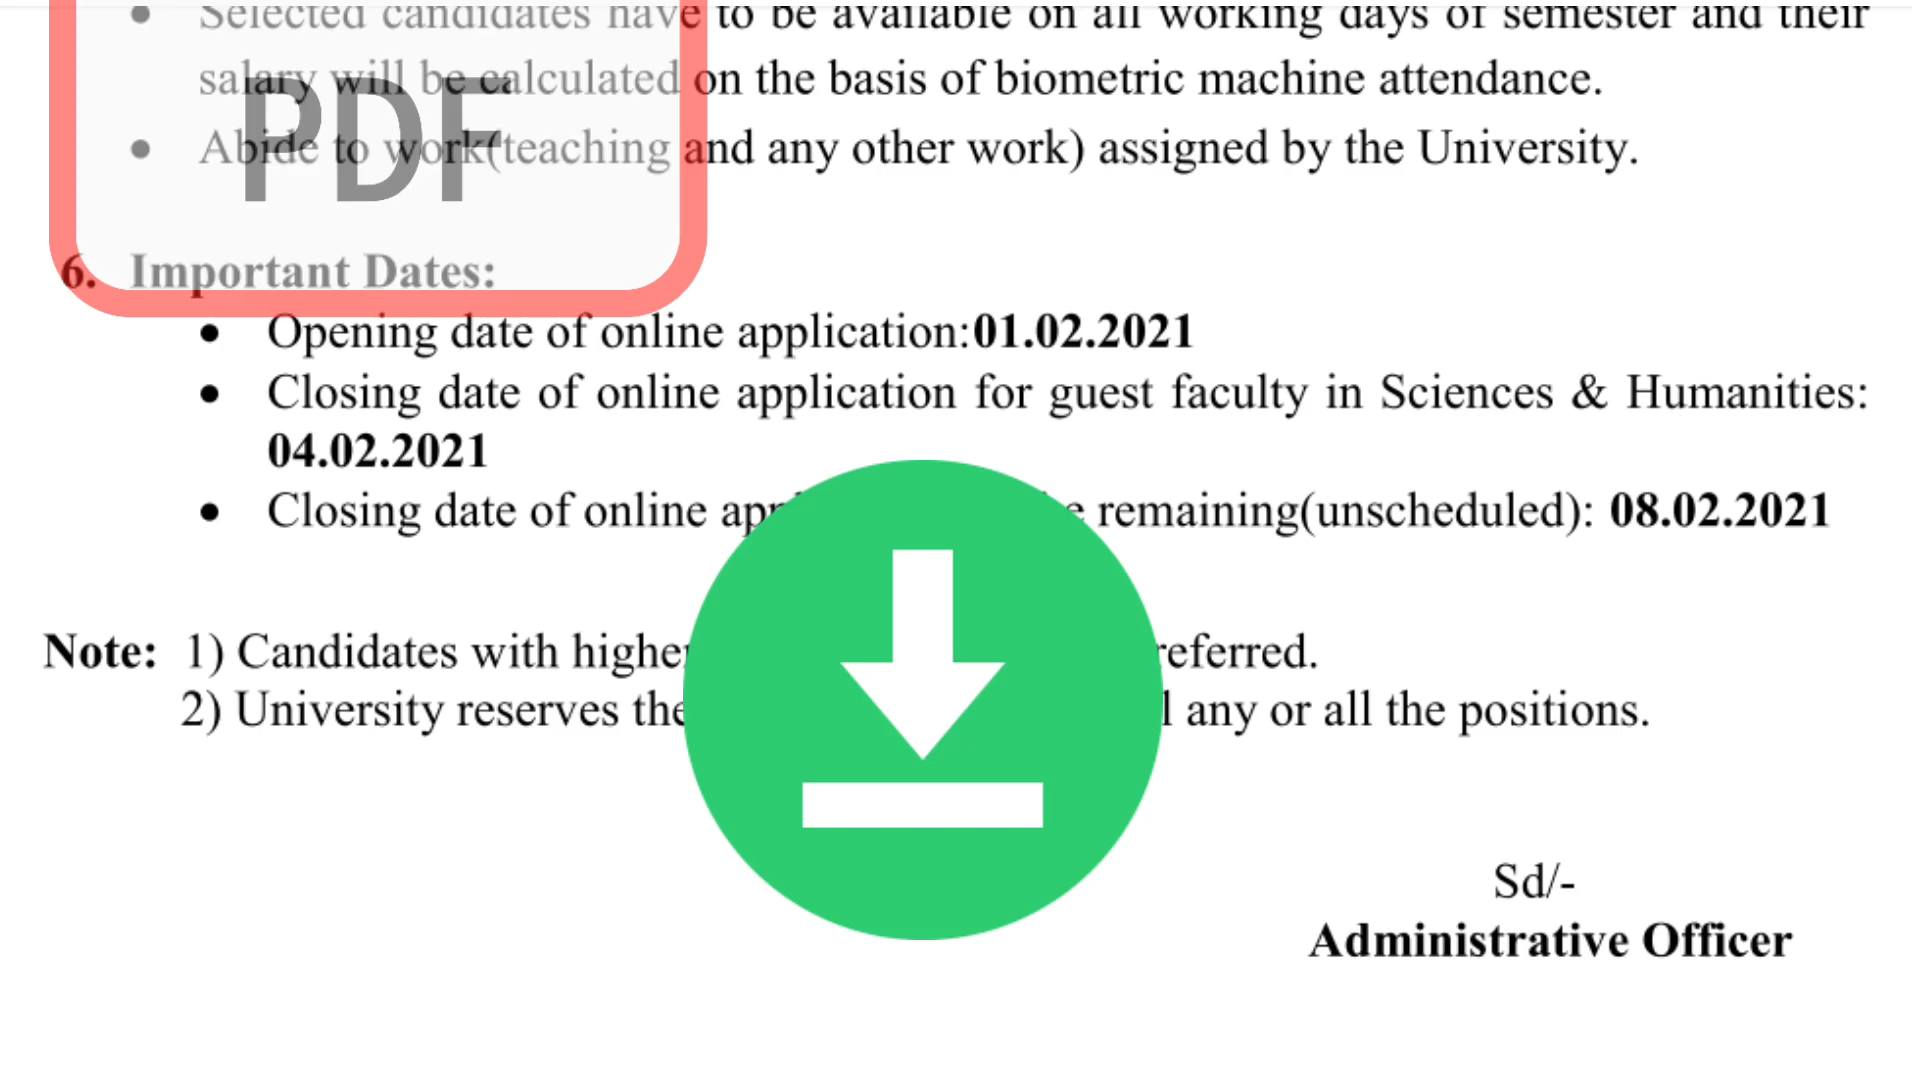 • Selected candidates have to be available on all working days of semester and their
salary will be calculated on the basis of biometric machine attendance.
• Abide to work(teaching and any other work) assigned by the University.
PDF
6. Important Dates:
• Opening date of online application:01.02.2021
• Closing date of online application for guest faculty in Sciences & Humanities:
04.02.2021
• Closing date of online remaining(unscheduled): 08.02.2021
Note: 1) Candidates with
2) University reserves any or all the positions.
Sd/-
Administrative Officer